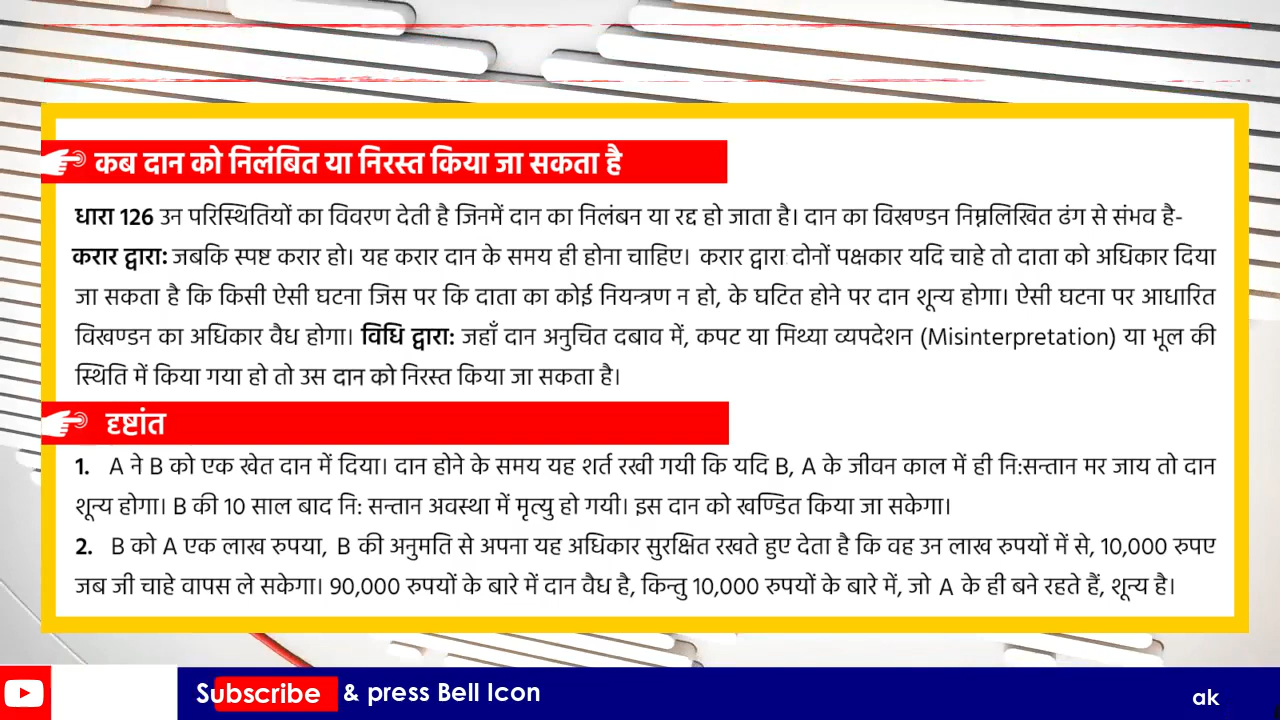 कब दान को निलंबित या निरस्त किया जा सकता है
धारा 126 उन परिस्थितियों का विवरण देती है जिनमें दान का निलंबन या रद्द हो जाता है। दान का विखण्डन निम्नलिखित ढंग से संभव है-
करार द्वारा: जबकि स्पष्ट करार हो। यह करार दान के समय ही होना चाहिए। करार द्वारा दोनों पक्षकार यदि चाहे तो दाता को अधिकार दिया
जा सकता है कि किसी ऐसी घटना जिस पर कि दाता का कोई नियन्त्रण न हो, के घटित होने पर दान शून्य होगा। ऐसी घटना पर आधारित
विखण्डन का अधिकार वैध होगा। विधि द्वारा: जहाँ दान अनुचित दबाव में, कपट या मिथ्या व्यपदेशन (Misinterpretation) या भूल की
स्थिति में किया गया हो तो उस दान को निरस्त किया जा सकता है।
दृष्टांत
1. A ने B को एक खेत दान में दिया। दान होने के समय यह शर्त रखी गयी कि यदि B, A के जीवन काल में ही नि:सन्तान मर जाय तो दान
शून्य होगा। B की 10 साल बाद नि: सन्तान अवस्था में मृत्यु हो गयी। इस दान को खण्डित किया जा सकेगा।
2. B को A एक लाख रुपया, B की अनुमति से अपना यह अधिकार सुरक्षित रखते हुए देता है कि वह उन लाख रुपयों में से, 10,000 रुपए
जब जी चाहे वापस ले सकेगा। 90,000 रुपयों के बारे में दान वैध है, किन्तु 10,000 रुपयों के बारे में, जो A के ही बने रहते हैं, शून्य है।
Subscribe & press Bell Icon
ak